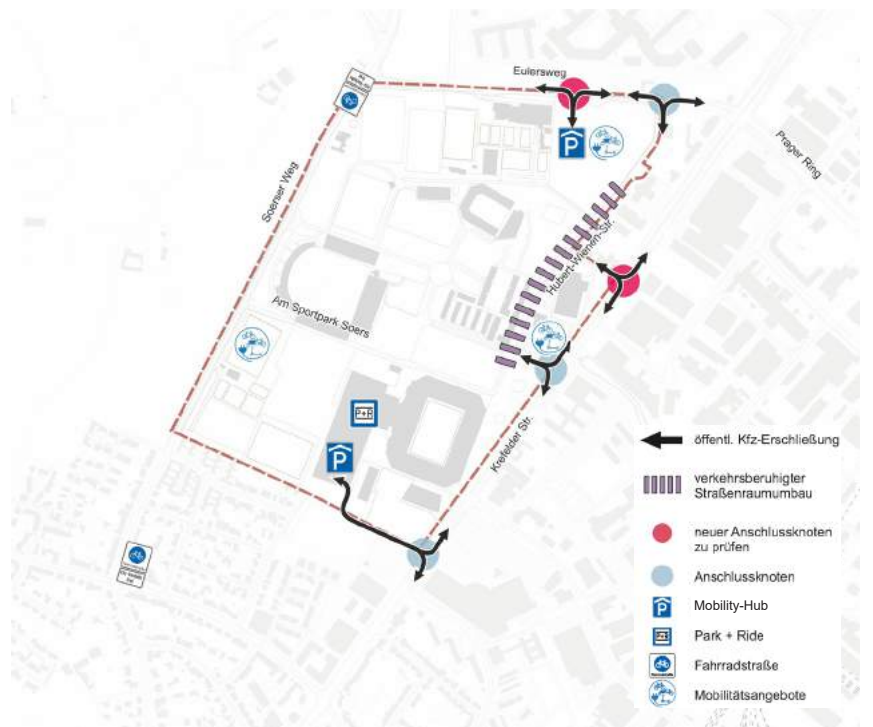 Eulersweg
Prager Ring
Soerser Weg
Hubert-Wienen-Str.
Am Sportpark Soers
P+R
P
P
Krefelder Str.
öffentl. Kfz-Erschließung
verkehrsberuhigter
Straßenraumumbau
neuer Anschlussknoten
zu prüfen
Anschlussknoten
P
Mobility-Hub
Park + Ride
Fahrradstraße
Mobilitätsangebote